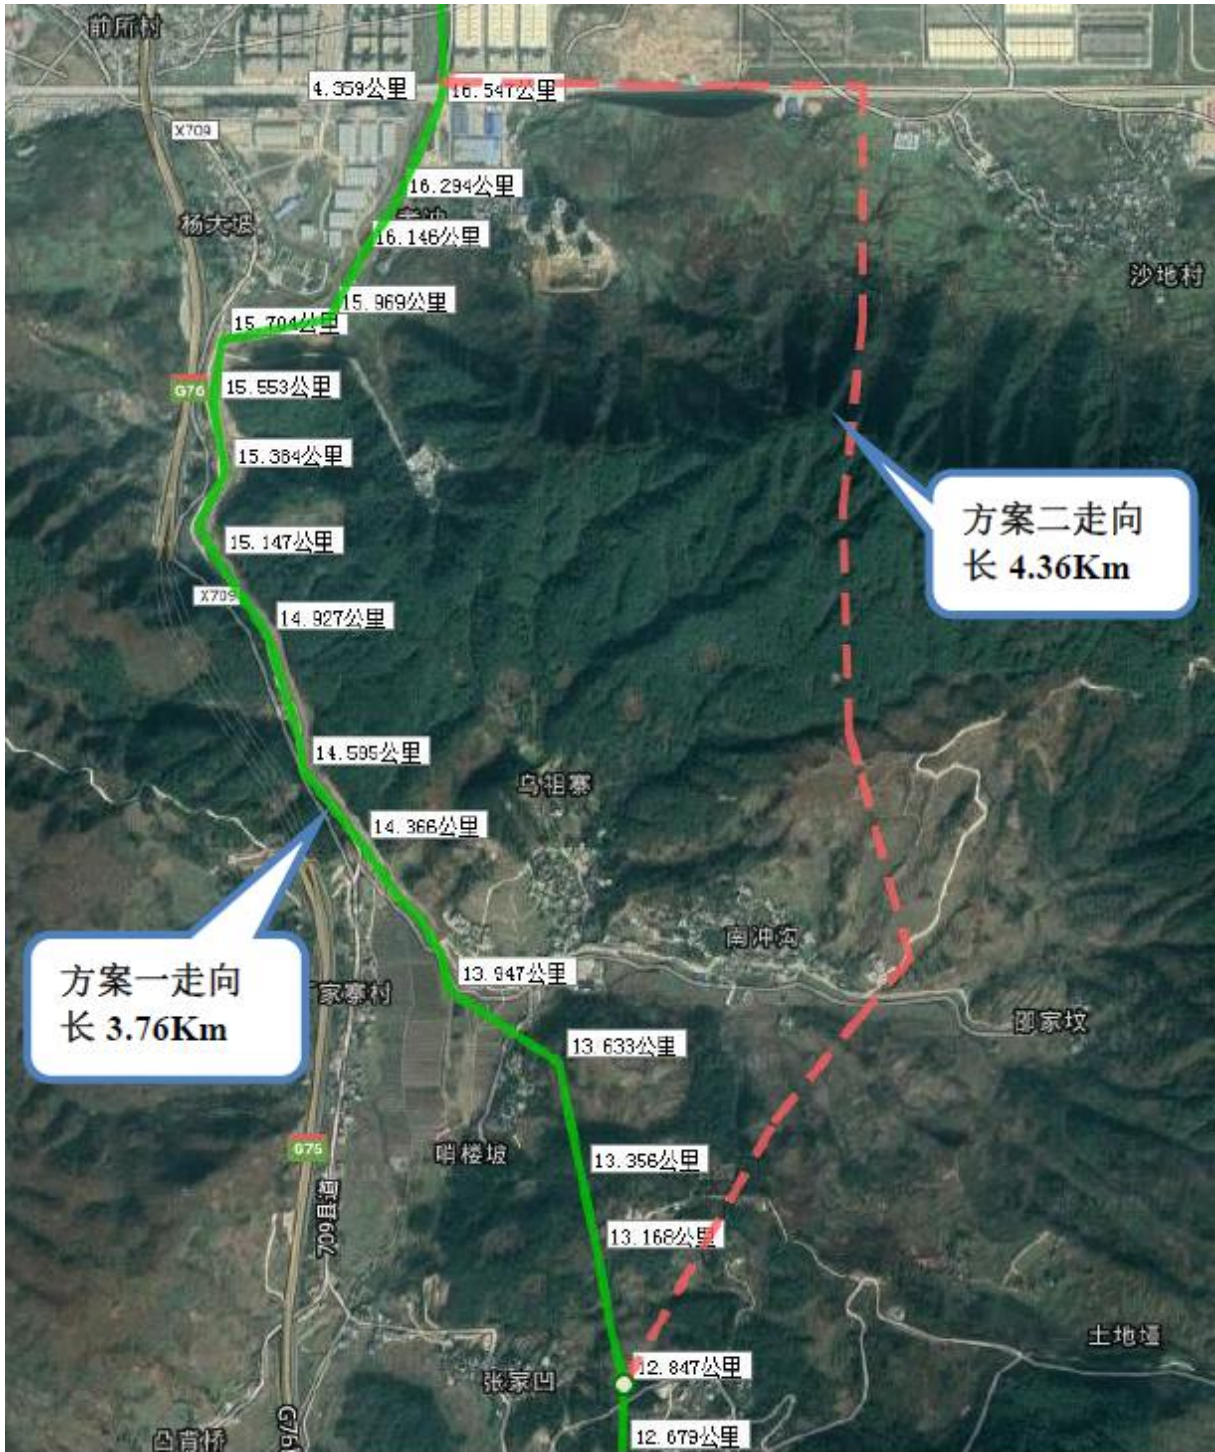 前所村
4.359公里
16.547公里
X709
16.294公里
杨大坡
16.146公里
沙地村
15.969公里
15.704公里
G76
15.553公里
15.384公里
方案二走向
长 4.36Km
15.147公里
X709
14.927公里
14.595公里
乌祖寨
14.366公里
南冲沟
方案一走向
长 3.76Km
13.947公里
家寨村
邵家坟
13.633公里
G75
哨楼坡
13.356公里
709县道
13.168公里
土地垭
12.847公里
张家凹
G76
12.679公里